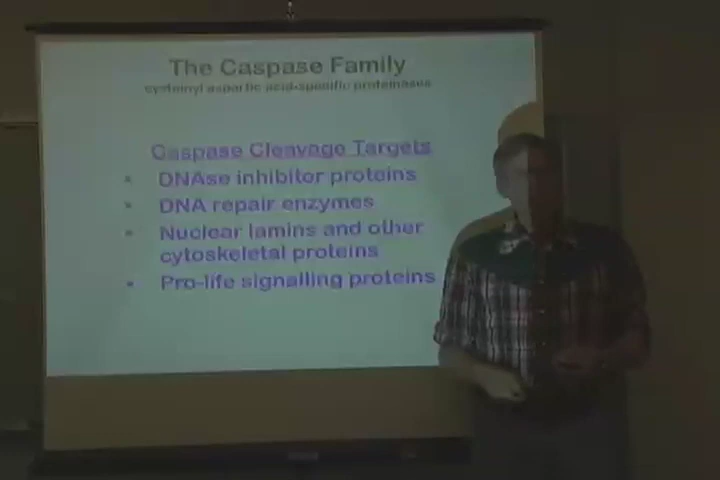 The Caspase Family
cysteinyl aspartic acid-specific proteinases
Caspase Cleavage Targets
• DNAse inhibitor proteins
• DNA repair enzymes
• Nuclear lamins and other
cytoskeletal proteins
• Pro-life signalling proteins